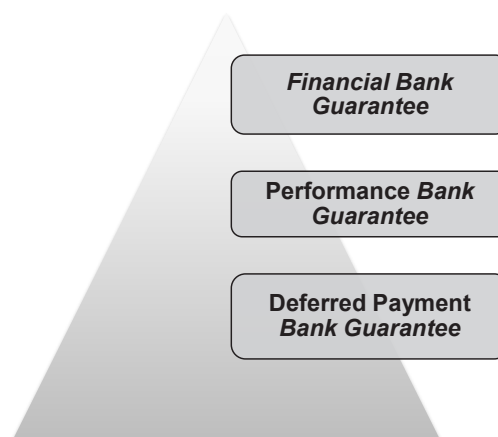 Financial Bank
Guarantee
Performance Bank
Guarantee
Deferred Payment
Bank Guarantee